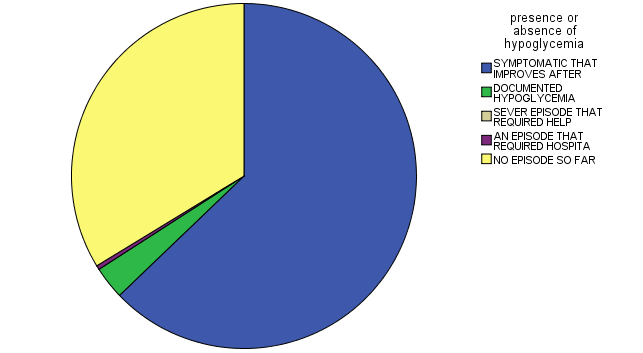 presence or
absence of
hypoglycemia
SYMPTOMATIC THAT
IMPROVES AFTER
DOCUMENTED
HYPOGLYCEMIA
SEVER EPISODE THAT
REQUIRED HELP
AN EPISODE THAT
REQUIRED HOSPITA
NO EPISODE SO FAR